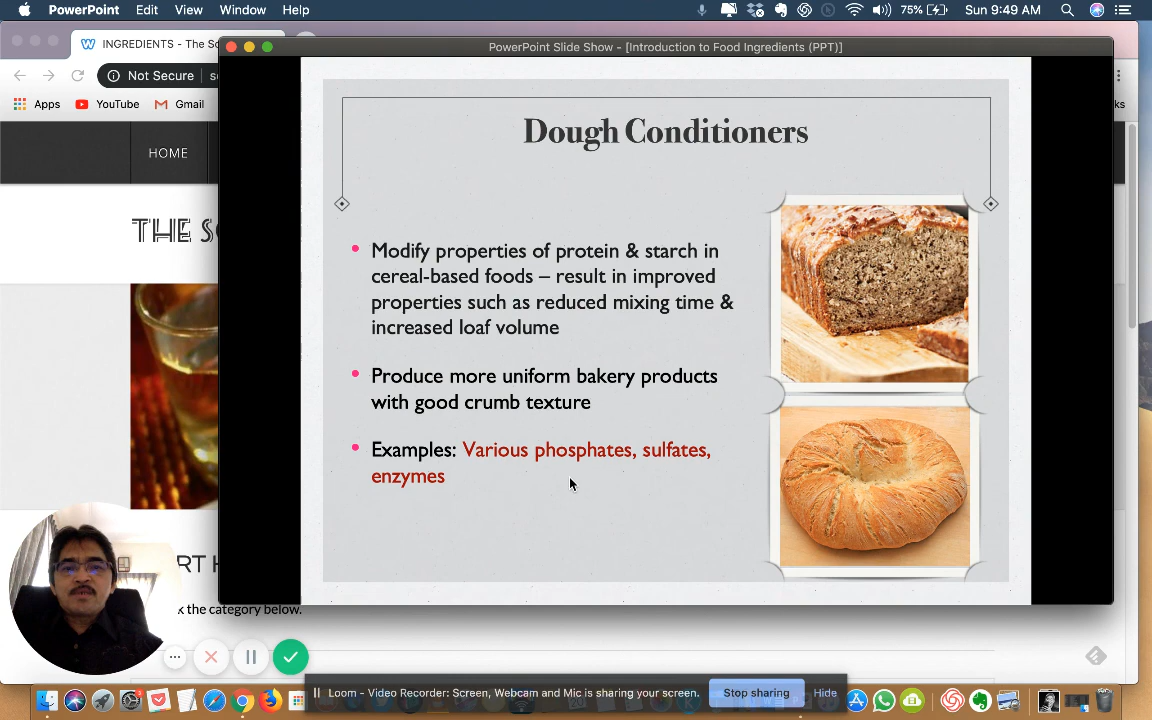 PowerPoint Edit View Window Help 75% Sun 9:49 AM
INGREDIENTS - The Sc
PowerPoint Slide Show - [Introduction to Food Ingredients (PPT)]
Not Secure
Apps YouTube Gmail
HOME
THE
Dough Conditioners
• Modify properties of protein & starch in
cereal-based foods – result in improved
properties such as reduced mixing time &
increased loaf volume
• Produce more uniform bakery products
with good crumb texture
• Examples: Various phosphates, sulfates,
enzymes
the category below.
Loom - Video Recorder: Screen, Webcam and Mic is sharing your screen. Stop sharing Hide